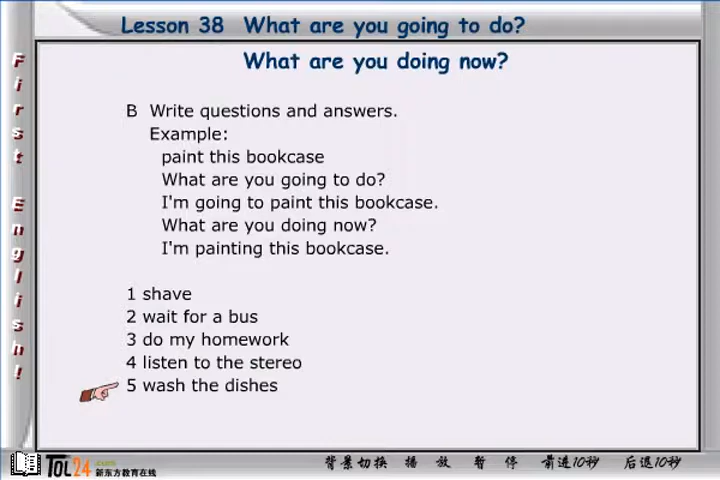 Lesson 38 What are you going to do?
What are you doing now?
First English!
B Write questions and answers.
Example:
paint this bookcase
What are you going to do?
I'm going to paint this bookcase.
What are you doing now?
I'm painting this bookcase.
1 shave
2 wait for a bus
3 do my homework
4 listen to the stereo
5 wash the dishes
TOL24.com 新东方教育在线
背景切换 播放 暂停 前进10秒 后退10秒